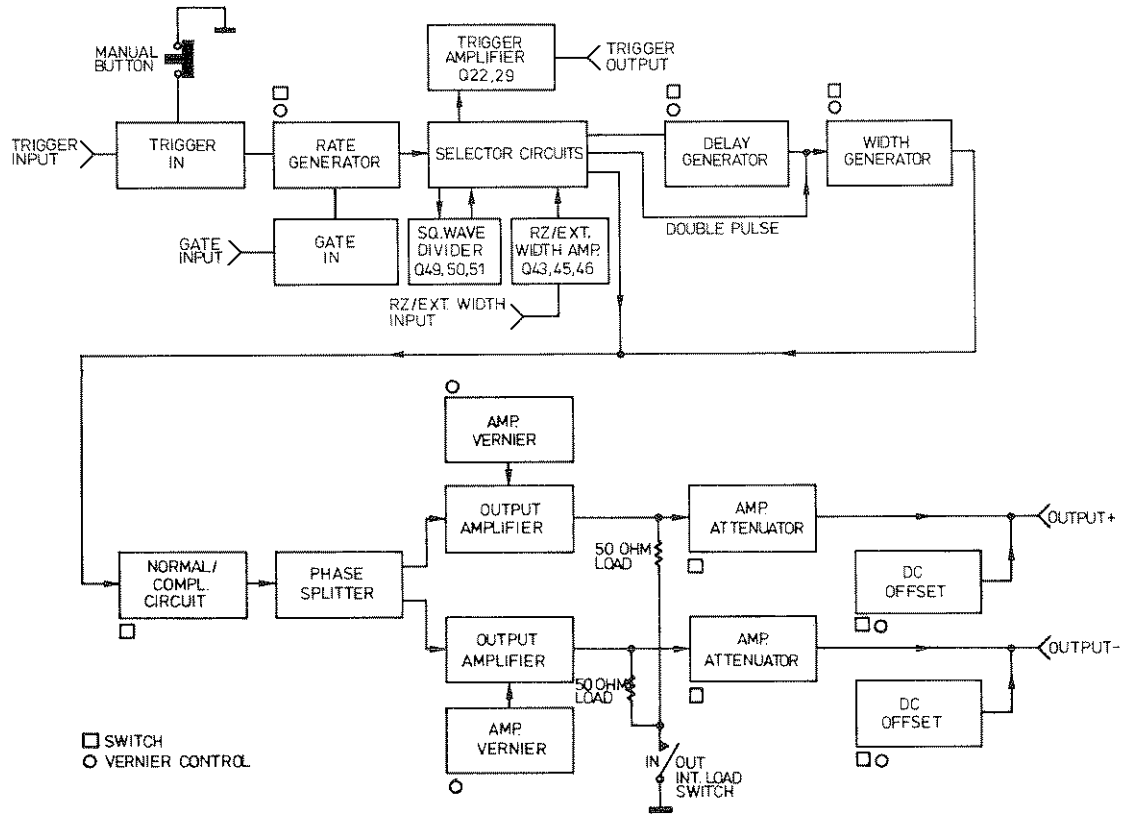 MANUAL
BUTTON
TRIGGER
AMPLIFIER
Q22,29
TRIGGER
OUTPUT
TRIGGER
INPUT
TRIGGER
IN
RATE
GENERATOR
SELECTOR CIRCUITS
DELAY
GENERATOR
WIDTH
GENERATOR
DOUBLE PULSE
GATE
INPUT
GATE
IN
SQ.WAVE
DIVIDER
Q49,50,51
RZ/EXT.
WIDTH AMP.
Q43,45,46
RZ/EXT. WIDTH
INPUT
AMP.
VERNIER
OUTPUT
AMPLIFIER
AMP.
ATTENUATOR
OUTPUT+
50 OHM
LOAD
DC
OFFSET
NORMAL/
COMPL.
CIRCUIT
PHASE
SPLITTER
OUTPUT
AMPLIFIER
AMP.
ATTENUATOR
OUTPUT-
50 OHM
LOAD
DC
OFFSET
AMP.
VERNIER
SWITCH
VERNIER CONTROL
IN OUT
INT. LOAD
SWITCH